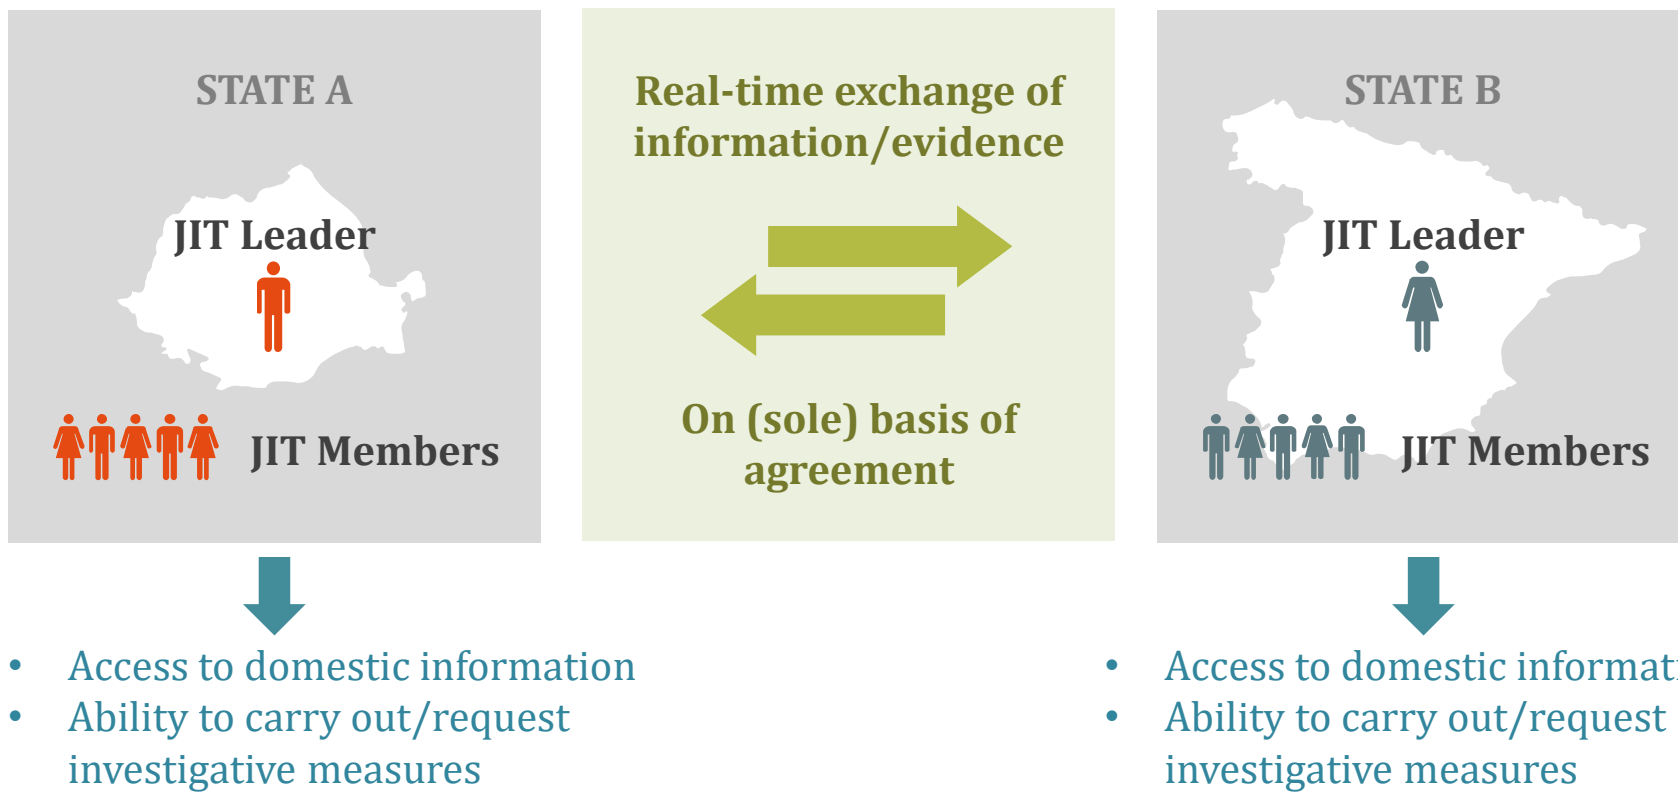 STATE A
JIT Leader
JIT Members
• Access to domestic information
• Ability to carry out/request
investigative measures
Real-time exchange of
information/evidence
On (sole) basis of
agreement
STATE B
JIT Leader
JIT Members
• Access to domestic informati
• Ability to carry out/request
investigative measures